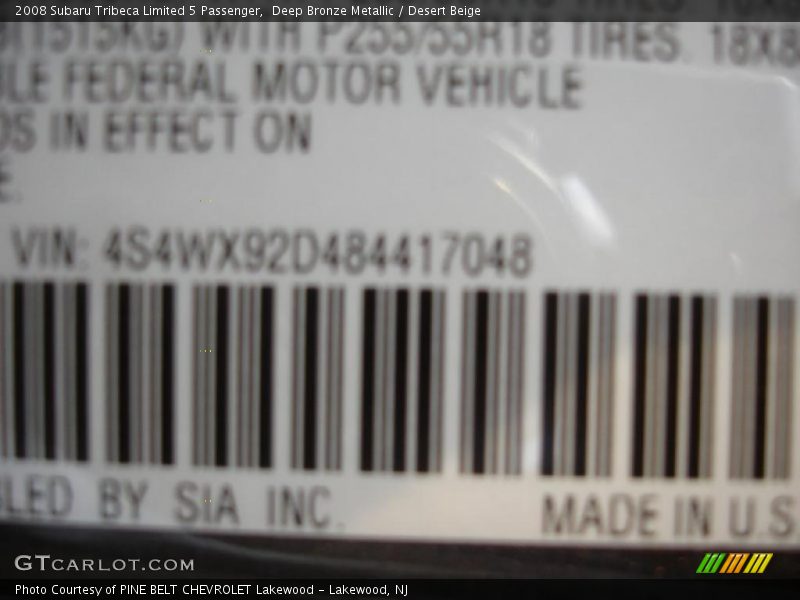 2008 Subaru Tribeca Limited 5 Passenger,  Deep Bronze Metallic / Desert Beige
(1515KG) WITH P255/55R18 TIRES. 18X8
LE FEDERAL MOTOR VEHICLE
DS IN EFFECT ON
E.
VIN: 4S4WX92D484417048
LED BY SIA INC.
MADE IN U.S
GTCARLOT.COM
Photo Courtesy of PINE BELT CHEVROLET Lakewood - Lakewood, NJ